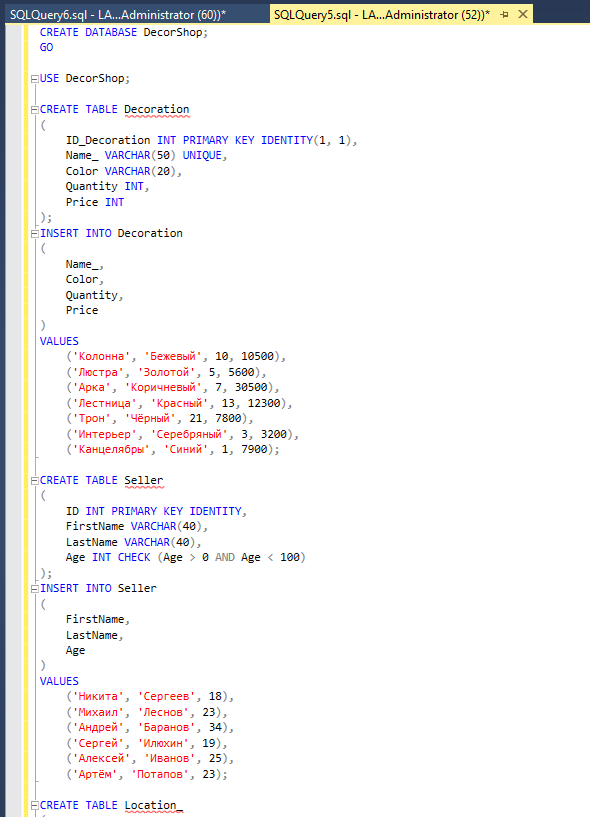 SQLQuery6.sql - LA...Administrator (60))* SQLQuery5.sql - LA...Administrator (52))*
CREATE DATABASE DecorShop;
GO
USE DecorShop;
CREATE TABLE Decoration
(
ID_Decoration INT PRIMARY KEY IDENTITY(1, 1),
Name_ VARCHAR(50) UNIQUE,
Color VARCHAR(20),
Quantity INT,
Price INT
);
INSERT INTO Decoration
(
Name_,
Color,
Quantity,
Price
)
VALUES
('Колонна', 'Бежевый', 10, 10500),
('Люстра', 'Золотой', 5, 5600),
('Арка', 'Коричневый', 7, 30500),
('Лестница', 'Красный', 13, 12300),
('Трон', 'Чёрный', 21, 7800),
('Интерьер', 'Серебряный', 3, 3200),
('Канцелябры', 'Синий', 1, 7900);
CREATE TABLE Seller
(
ID INT PRIMARY KEY IDENTITY,
FirstName VARCHAR(40),
LastName VARCHAR(40),
Age INT CHECK (Age > 0 AND Age < 100)
);
INSERT INTO Seller
(
FirstName,
LastName,
Age
)
VALUES
('Никита', 'Сергеев', 18),
('Михаил', 'Леснов', 23),
('Андрей', 'Баранов', 34),
('Сергей', 'Илюхин', 19),
('Алексей', 'Иванов', 25),
('Артём', 'Потапов', 23);
CREATE TABLE Location_